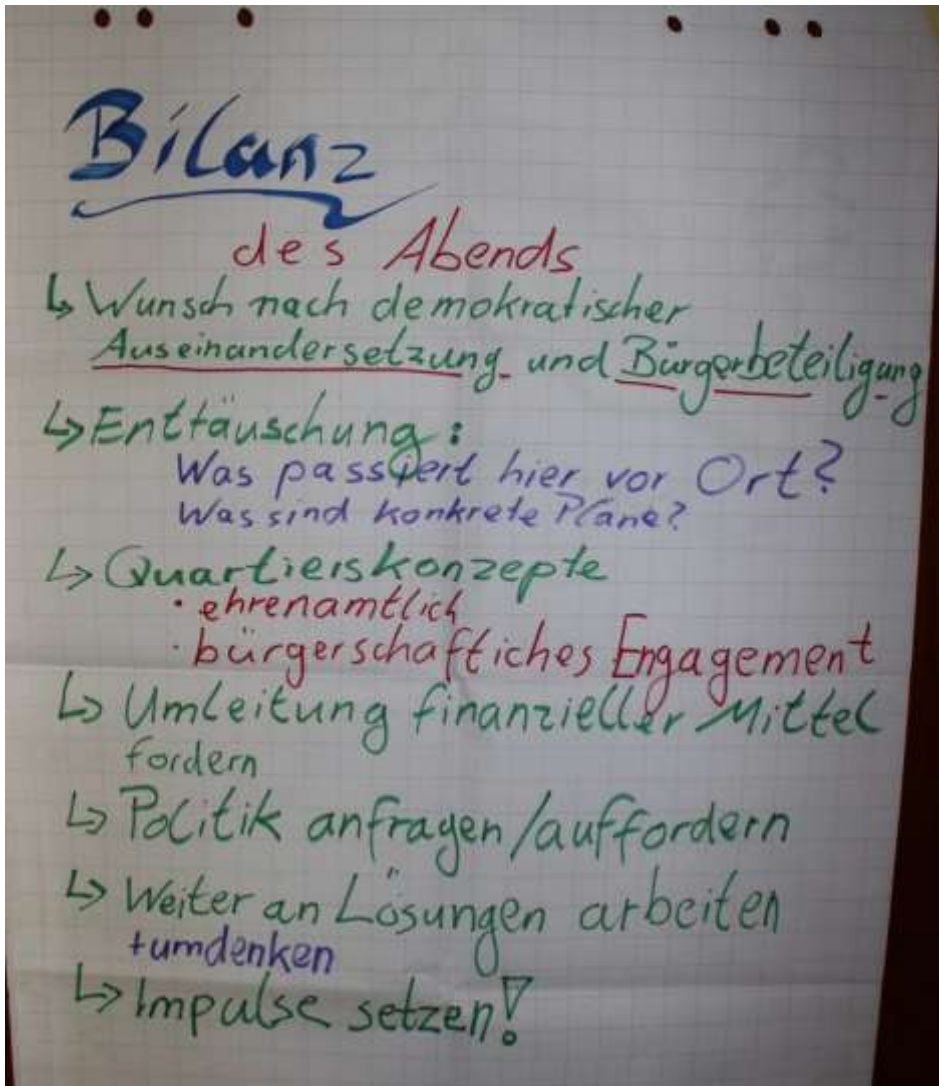 Bilanz
des Abends
↳ Wunsch nach demokratischer
Auseinandersetzung und Bürgerbeteiligung
↳ Enttäuschung:
Was passiert hier vor Ort?
Was sind konkrete Pläne?
↳ Quartierskonzepte
· ehrenamtlich
· bürgerschaftliches Engagement
↳ Umleitung finanzieller Mittel
fordern
↳ Politik anfragen/auffordern
↳ Weiter an Lösungen arbeiten
+umdenken
↳ Impulse setzen!